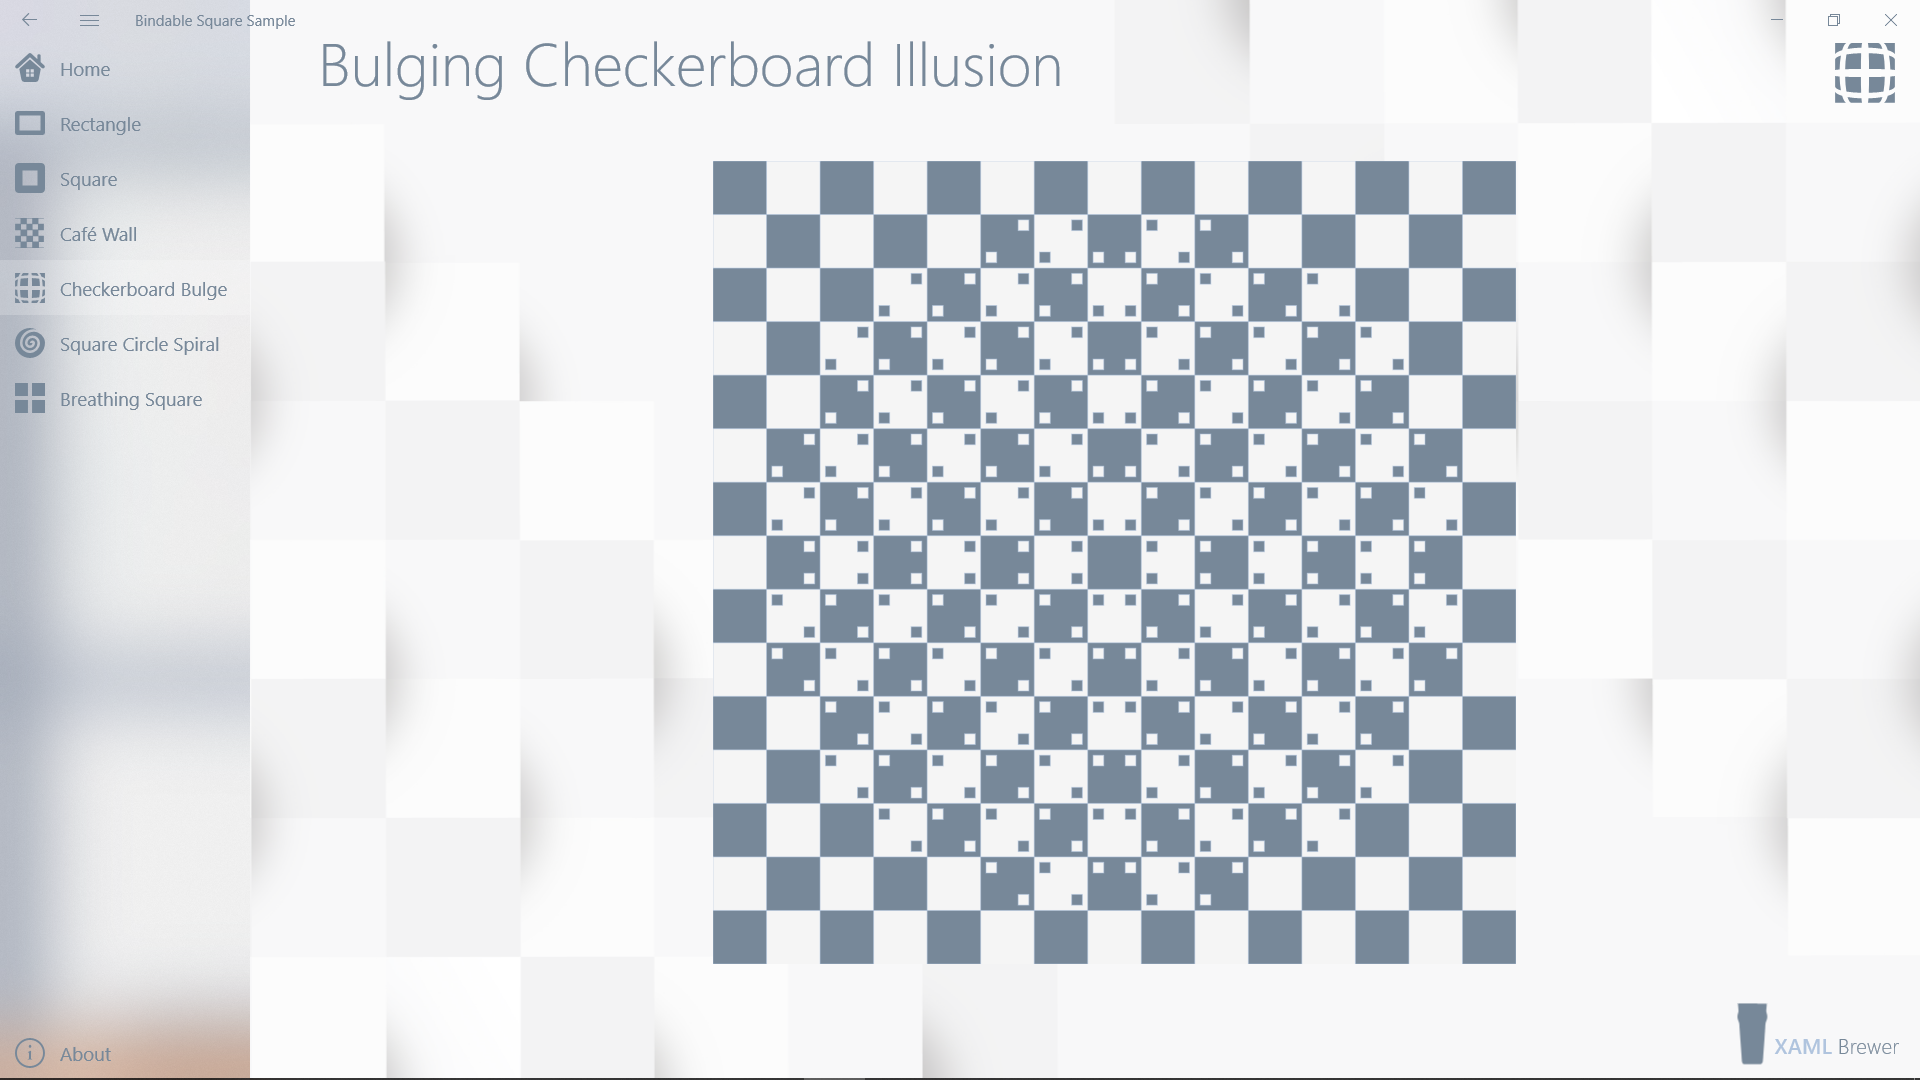 Bindable Square Sample
Bulging Checkerboard Illusion
Home
Rectangle
Square
Café Wall
Checkerboard Bulge
Square Circle Spiral
Breathing Square
About
XAML Brewer